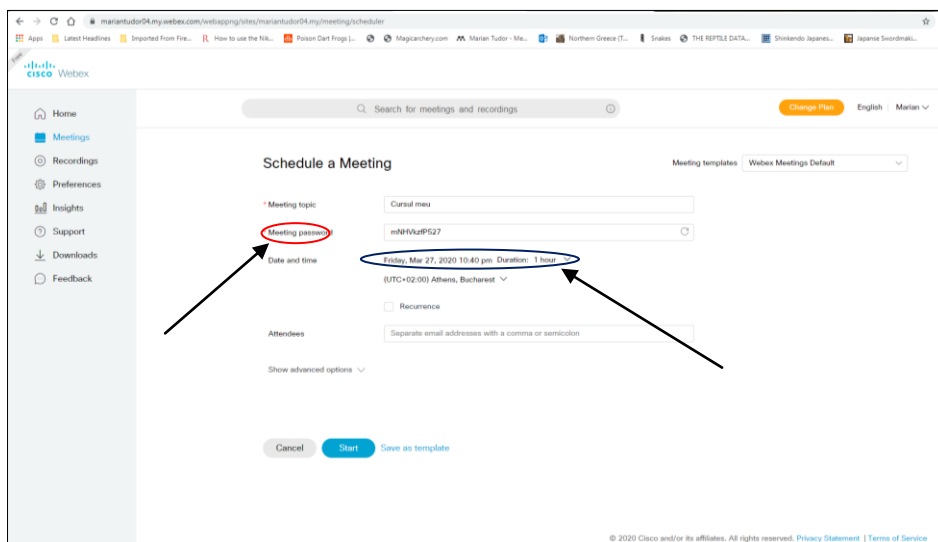 mariantudor04.my.webex.com/webappng/sites/mariantudor04.my/meeting/scheduler
Apps Latest Headlines Imported From Fire... How to use the Nik... Poison Dart Frogs |... Magicarchery.com Marian Tudor - Me... Northern Greece (T... Snakes THE REPTILE DATA... Shinkendo Japanes... Japanse Swordmaki...
Free
CISCO Webex
Search for meetings and recordings
Change Plan English Marian
Home
Meetings
Recordings
Preferences
Insights
Support
Downloads
Feedback
Schedule a Meeting
Meeting templates Webex Meetings Default
* Meeting topic Cursul meu
Meeting password mNHVkzfP527
Date and time Friday, Mar 27, 2020 10:40 pm Duration: 1 hour
(UTC+02:00) Athens, Bucharest
Recurrence
Attendees Separate email addresses with a comma or semicolon
Show advanced options
Cancel Start Save as template
© 2020 Cisco and/or its affiliates. All rights reserved. Privacy Statement | Terms of Service